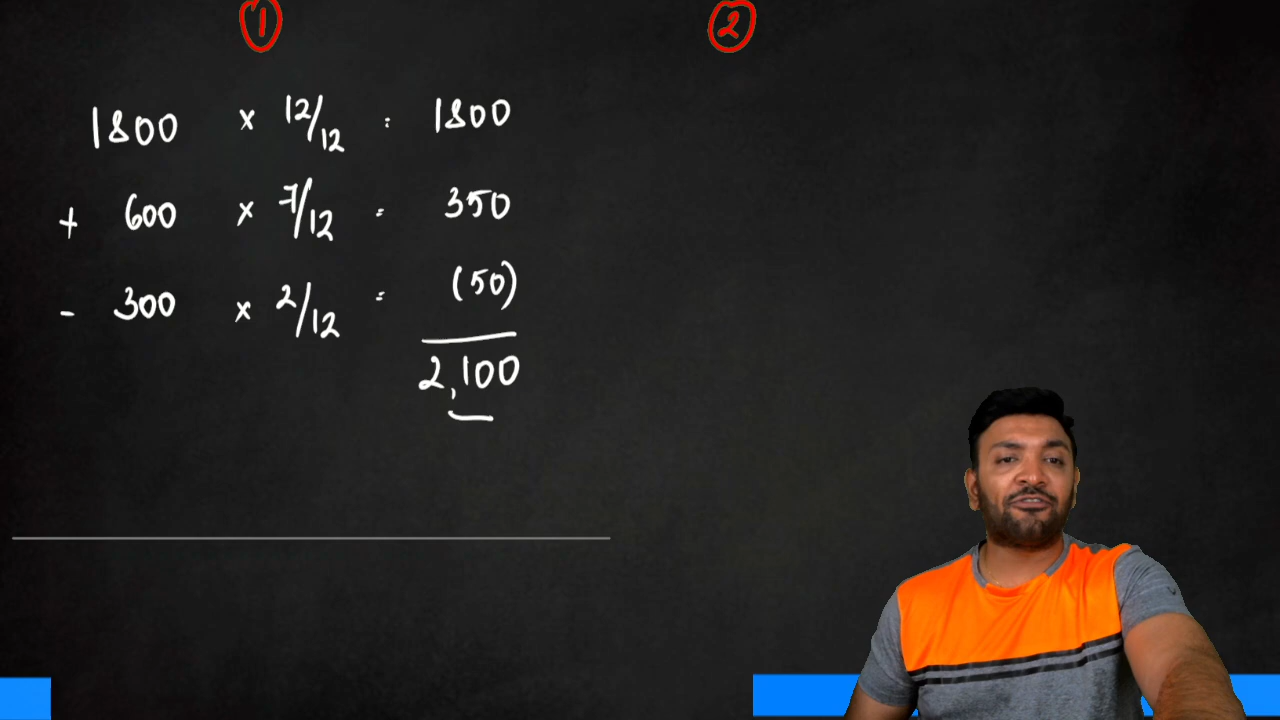 1 2
1800 x 12/12 = 1800
+ 600 x 7/12 = 350
- 300 x 2/12 = (50)
2,100